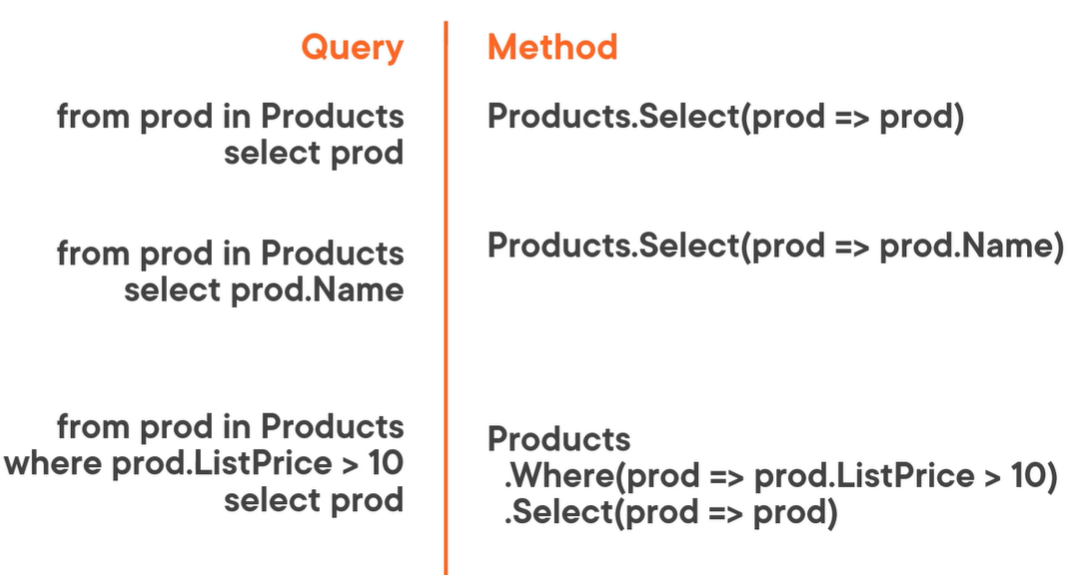 Query
from prod in Products
select prod
from prod in Products
select prod.Name
from prod in Products
where prod.ListPrice > 10
select prod
Method
Products.Select(prod => prod)
Products.Select(prod => prod.Name)
Products
.Where(prod => prod.ListPrice > 10)
.Select(prod => prod)